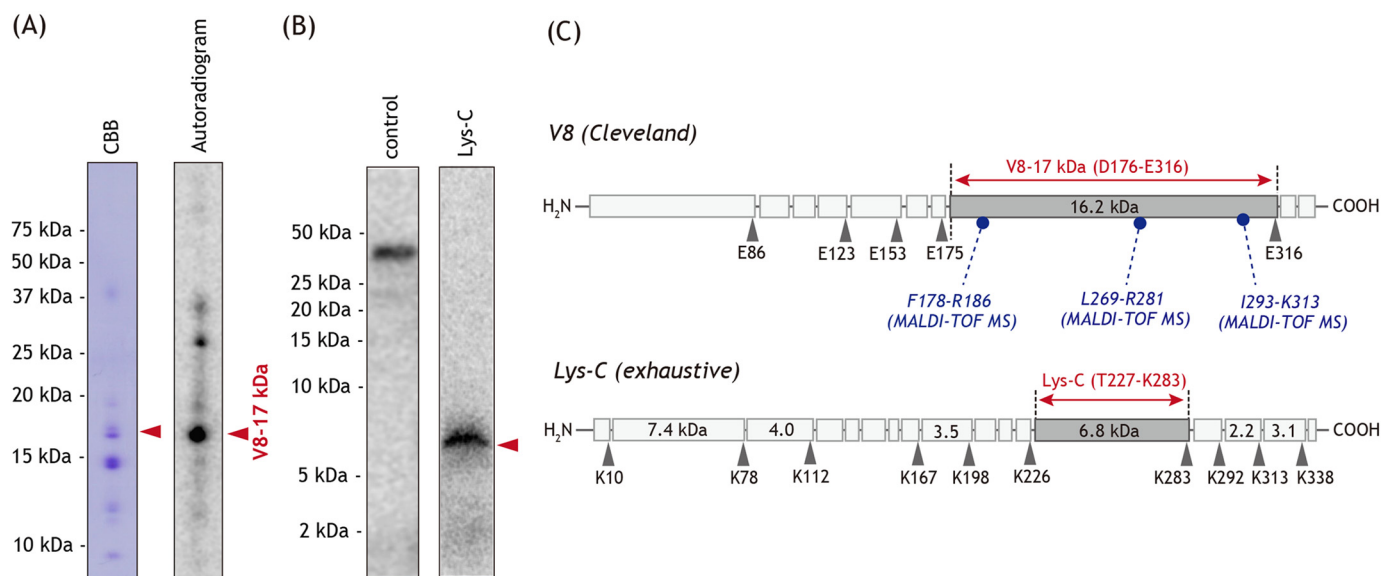 (A)
CBB
Autoradiogram
75 kDa -
50 kDa -
37 kDa -
25 kDa -
20 kDa -
15 kDa -
10 kDa -
V8-17 kDa
(B)
control
Lys-C
50 kDa -
25 kDa -
20 kDa -
15 kDa -
10 kDa -
5 kDa -
2 kDa -
(C)
V8 (Cleveland)
V8-17 kDa (D176-E316)
H2N
16.2 kDa
COOH
E86
E123
E153
E175
E316
F178-R186
(MALDI-TOF MS)
L269-R281
(MALDI-TOF MS)
I293-K313
(MALDI-TOF MS)
Lys-C (exhaustive)
Lys-C (T227-K283)
H2N
7.4 kDa
4.0
3.5
6.8 kDa
2.2
3.1
COOH
K10
K78
K112
K167
K198
K226
K283
K292
K313
K338